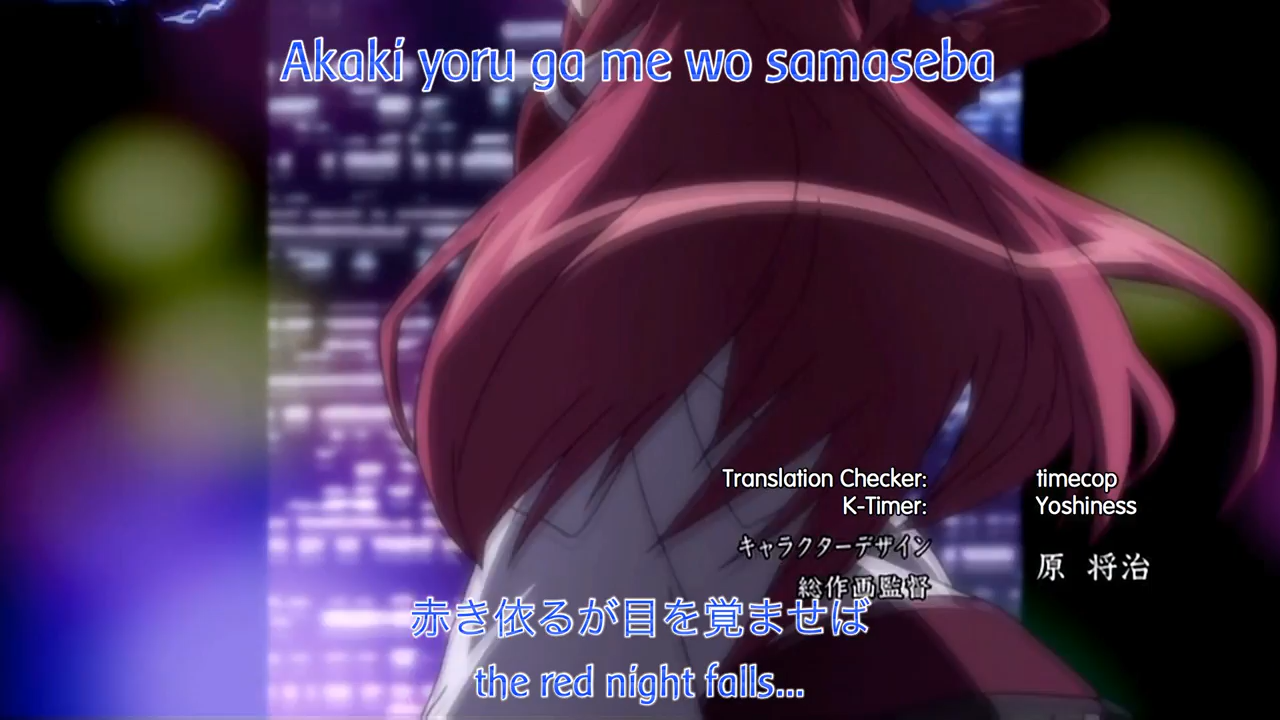 Akaki yoru ga me wo samaseba
Translation Checker: timecop
K-Timer: Yoshiness
キャラクターデザイン
総作画監督
原 将治
赤き依るが目を覚ませば
the red night falls...